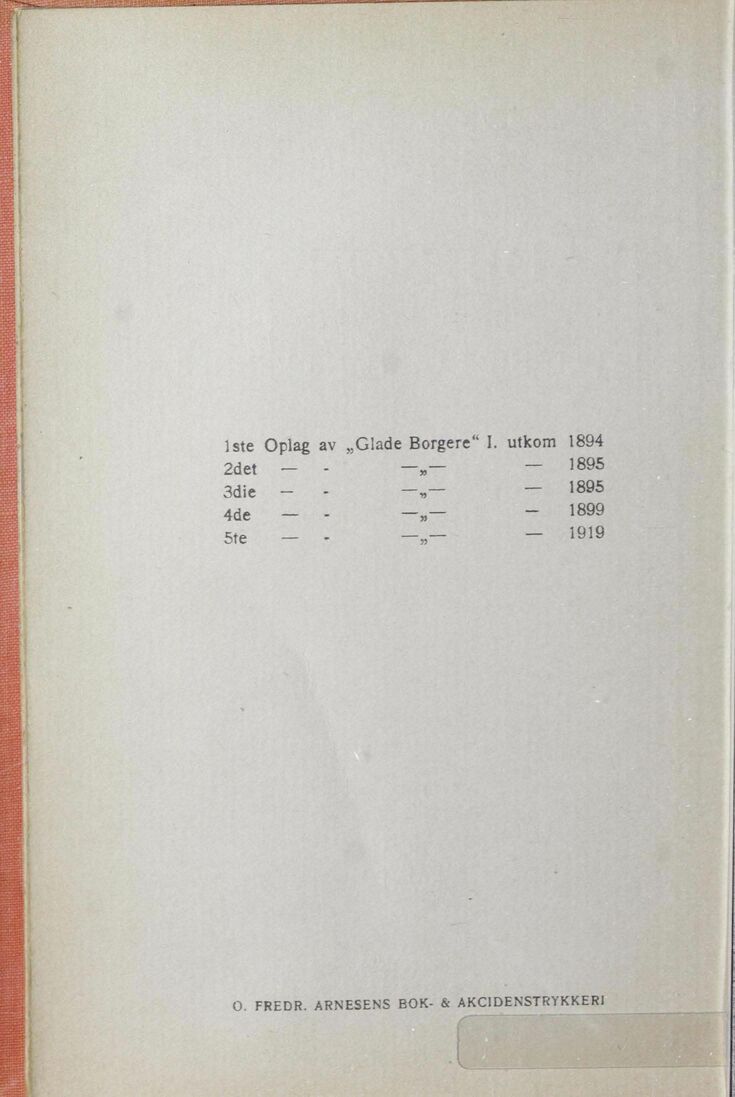 1ste Oplag av „Glade Borgere“ I. utkom 1894
2det — - —„— — 1895
3die — - —„— — 1895
4de — - —„— — 1899
5te — - —„— — 1919
O. FREDR. ARNESENS BOK- & AKCIDENSTRYKKERI